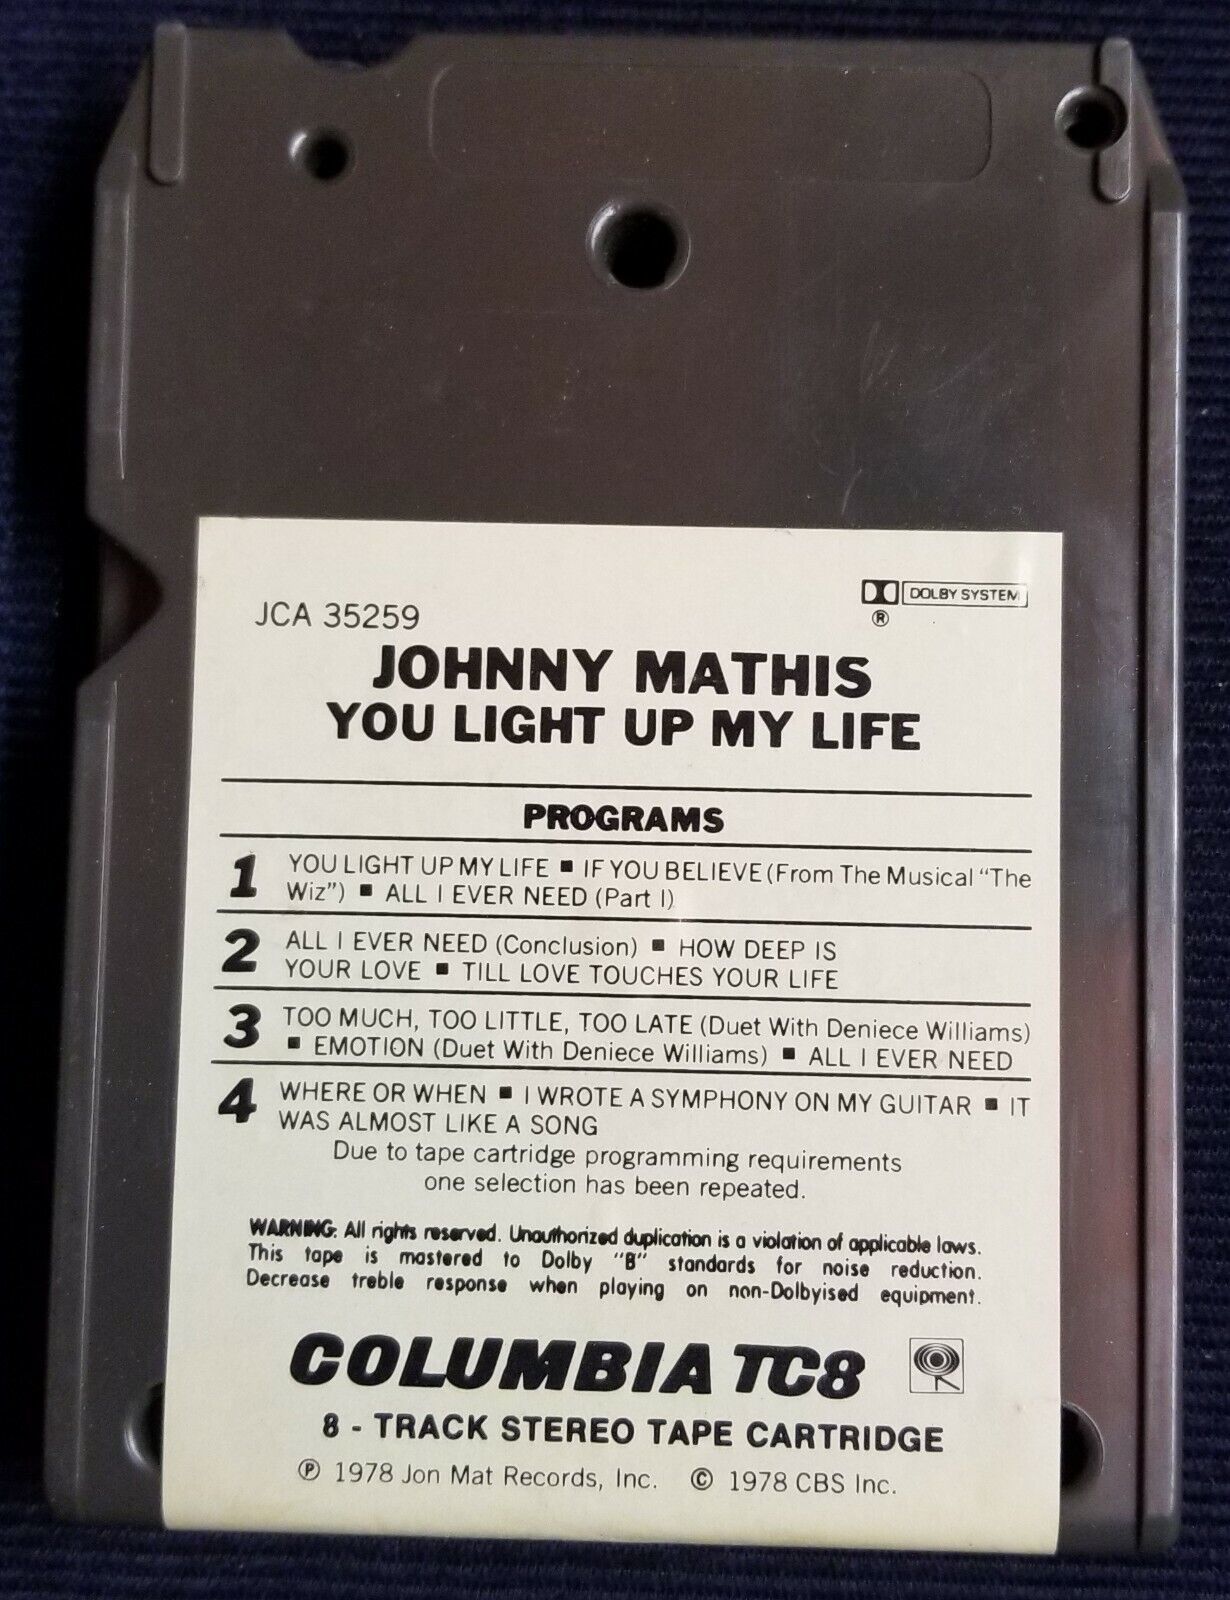 JCA 35259
DOLBY SYSTEM
®
JOHNNY MATHIS
YOU LIGHT UP MY LIFE
PROGRAMS
1 YOU LIGHT UP MY LIFE ■ IF YOU BELIEVE (From The Musical "The
Wiz") ■ ALL I EVER NEED (Part I)
2 ALL I EVER NEED (Conclusion) ■ HOW DEEP IS
YOUR LOVE ■ TILL LOVE TOUCHES YOUR LIFE
3 TOO MUCH, TOO LITTLE, TOO LATE (Duet With Deniece Williams)
■ EMOTION (Duet With Deniece Williams) ■ ALL I EVER NEED
4 WHERE OR WHEN ■ I WROTE A SYMPHONY ON MY GUITAR ■ IT
WAS ALMOST LIKE A SONG
Due to tape cartridge programming requirements
one selection has been repeated.
WARNING: All rights reserved. Unauthorized duplication is a violation of applicable laws.
This tape is mastered to Dolby "B" standards for noise reduction.
Decrease treble response when playing on non-Dolbyised equipment.
COLUMBIA TC8
8 - TRACK STEREO TAPE CARTRIDGE
℗ 1978 Jon Mat Records, Inc. © 1978 CBS Inc.